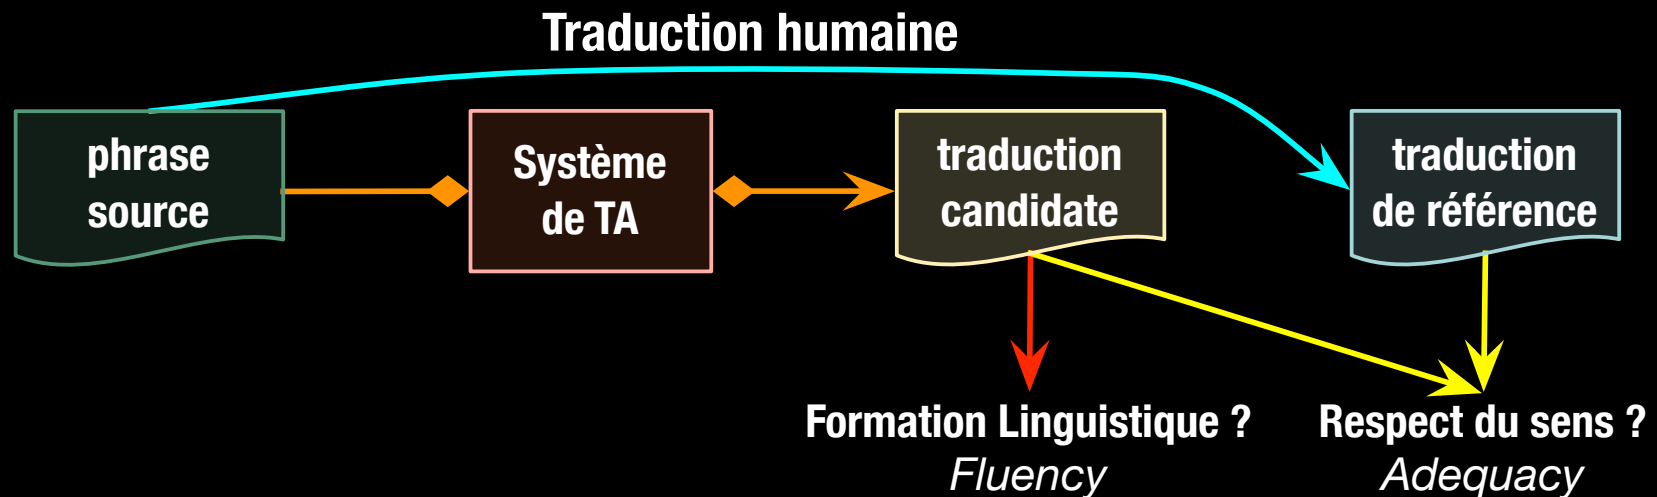 Traduction humaine
phrase
source
Système
de TA
traduction
candidate
traduction
de référence
Formation Linguistique ?
Fluency
Respect du sens ?
Adequacy